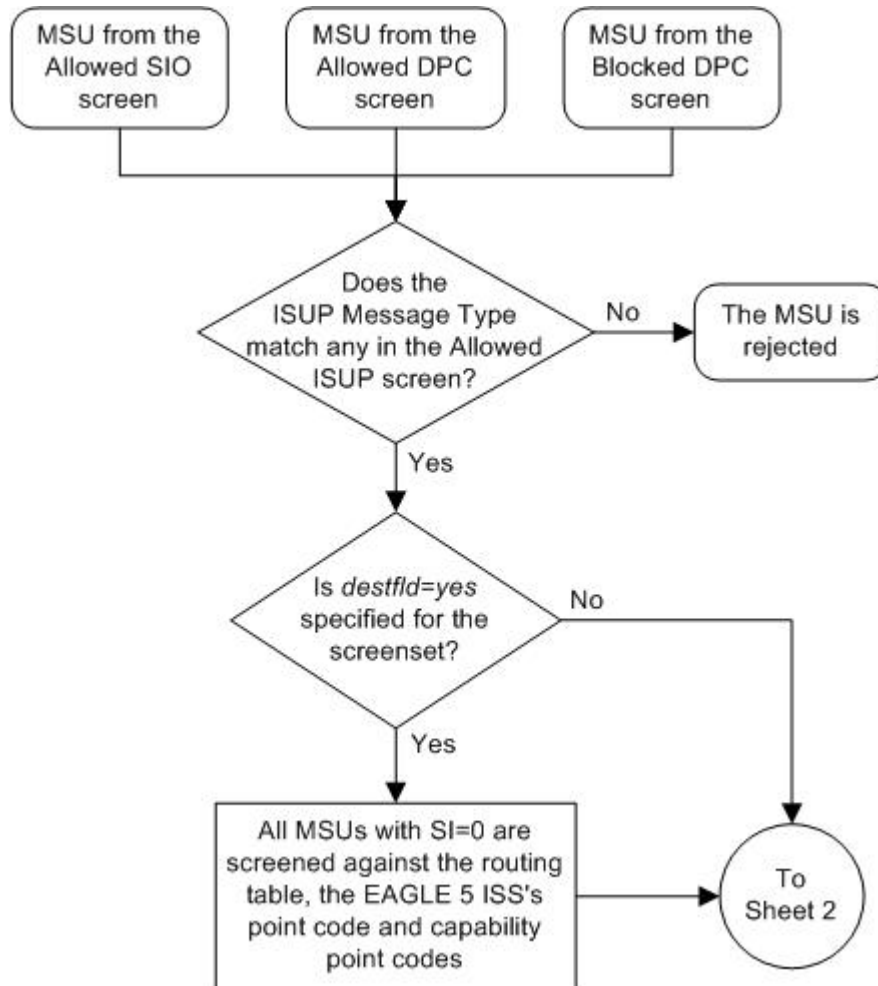 MSU from the
Allowed SIO
screen
MSU from the
Allowed DPC
screen
MSU from the
Blocked DPC
screen
Does the
ISUP Message Type
match any in the Allowed
ISUP screen?
No
The MSU is
rejected
Yes
Is destfld=yes
specified for the
screenset?
No
Yes
All MSUs with SI=0 are
screened against the routing
table, the EAGLE 5 ISS's
point code and capability
point codes
To
Sheet 2